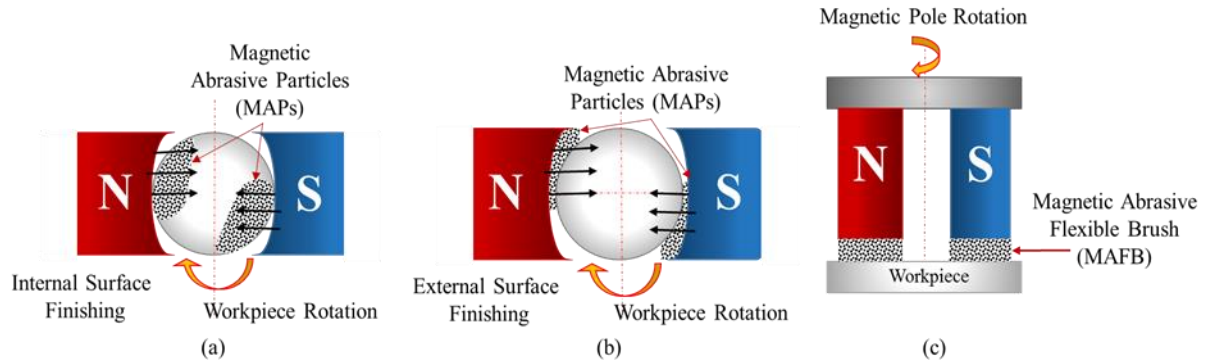 Magnetic
Abrasive Particles
(MAPs)
N
S
Internal Surface
Finishing
Workpiece Rotation
(a)
Magnetic Abrasive
Particles (MAPs)
N
S
External Surface
Finishing
Workpiece Rotation
(b)
Magnetic Pole Rotation
N
S
Magnetic Abrasive
Flexible Brush
(MAFB)
Workpiece
(c)